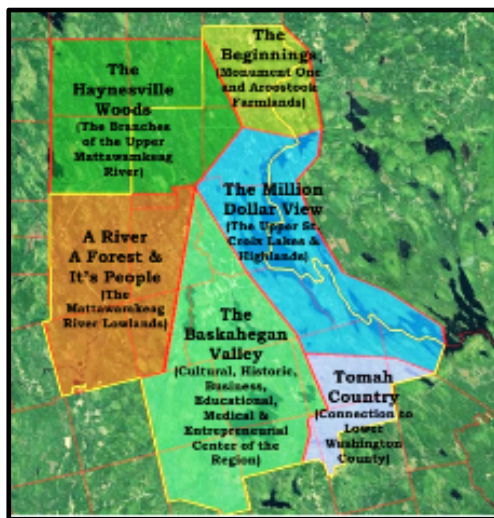 The
Beginnings
(Monument One
and Aroostook
Farmlands)
The
Haynesville
Woods
(The Branches
of the Upper
Mattawamkeag
River)
The Million
Dollar View
(The Upper St.
Croix Lakes &
Highlands)
A River
A Forest &
It's People
(The
Mattawamkeag
River Lowlands)
The
Baskahegan
Valley
(Cultural, Historic,
Business,
Educational,
Medical &
Entrepreneurial
Center of the
Region)
Tomah
Country
(Connection to
Lower
Washington
County)